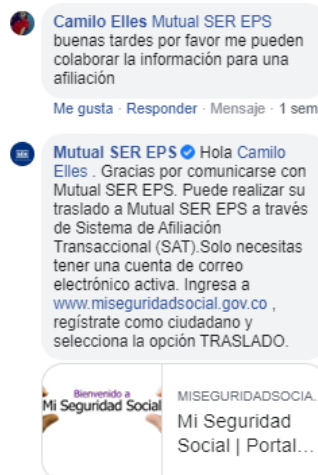 Camilo Elles Mutual SER EPS
buenas tardes por favor me pueden
colaborar la información para una
afiliación
Me gusta · Responder · Mensaje · 1 sem
Mutual SER EPS Hola Camilo
Elles . Gracias por comunicarse con
Mutual SER EPS. Puede realizar su
traslado a Mutual SER EPS a través
de Sistema de Afiliación
Transaccional (SAT).Solo necesitas
tener una cuenta de correo
electrónico activa. Ingresa a
www.miseguridadsocial.gov.co ,
regístrate como ciudadano y
selecciona la opción TRASLADO.
Bienvenido a
Mi Seguridad Social
MISEGURIDADSOCIA...
Mi Seguridad
Social | Portal...